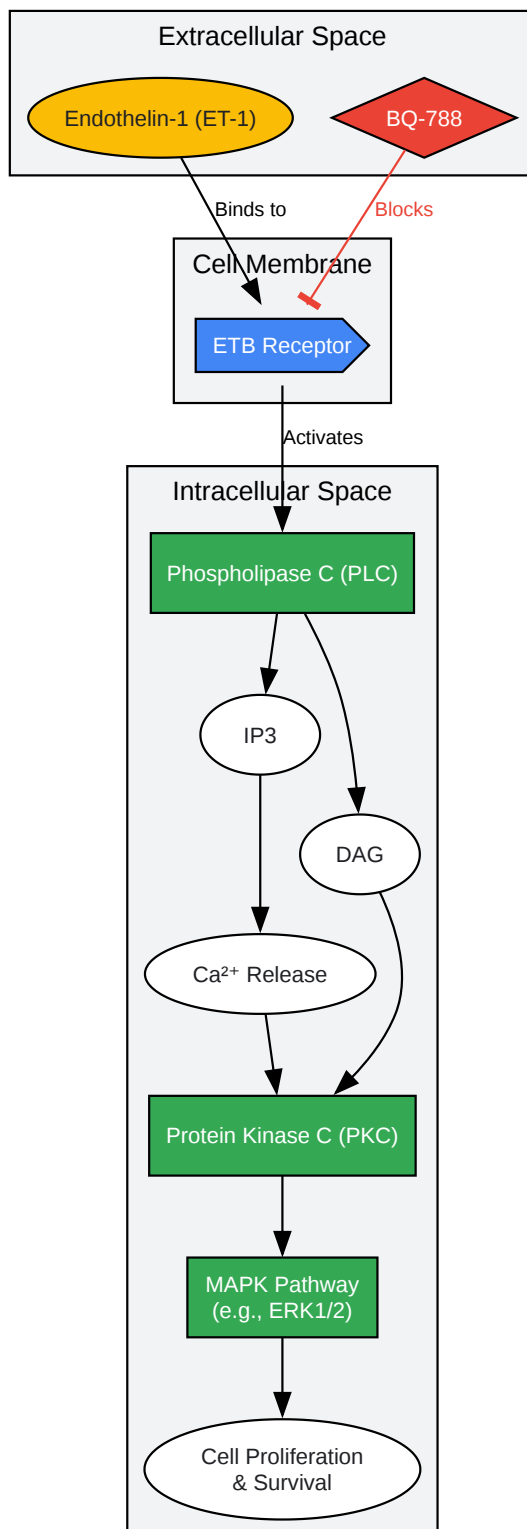 Extracellular Space
Endothelin-1 (ET-1)
BQ-788
Binds to
Blocks
Cell Membrane
ETB Receptor
Activates
Intracellular Space
Phospholipase C (PLC)
IP3
DAG
Ca²⁺ Release
Protein Kinase C (PKC)
MAPK Pathway
(e.g., ERK1/2)
Cell Proliferation
& Survival